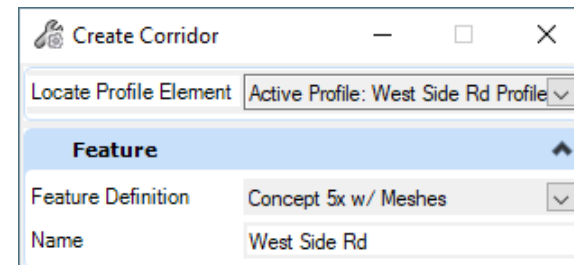 Create Corridor
Locate Profile Element Active Profile: West Side Rd Profile
Feature
Feature Definition Concept 5x w/ Meshes
Name West Side Rd